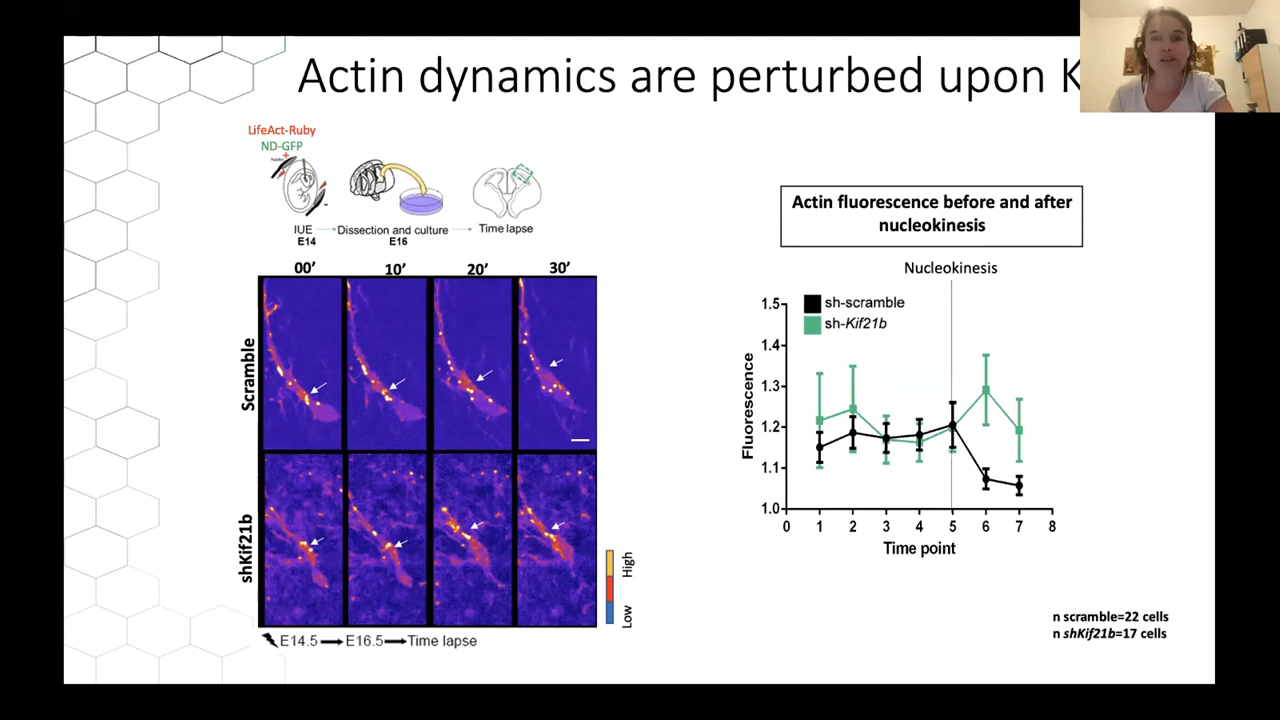 Actin dynamics are perturbed upon K
LifeAct-Ruby
+
ND-GFP
IUE
E14
Dissection and culture
E16
Time lapse
00’ 10’ 20’ 30’
Scramble
shKif21b
High
Low
E14.5 E16.5 Time lapse
Actin fluorescence before and after
nucleokinesis
Nucleokinesis
sh-scramble
sh-Kif21b
Fluorescence
1.5
1.4
1.3
1.2
1.1
1.0
0 1 2 3 4 5 6 7 8
Time point
n scramble=22 cells
n shKif21b=17 cells